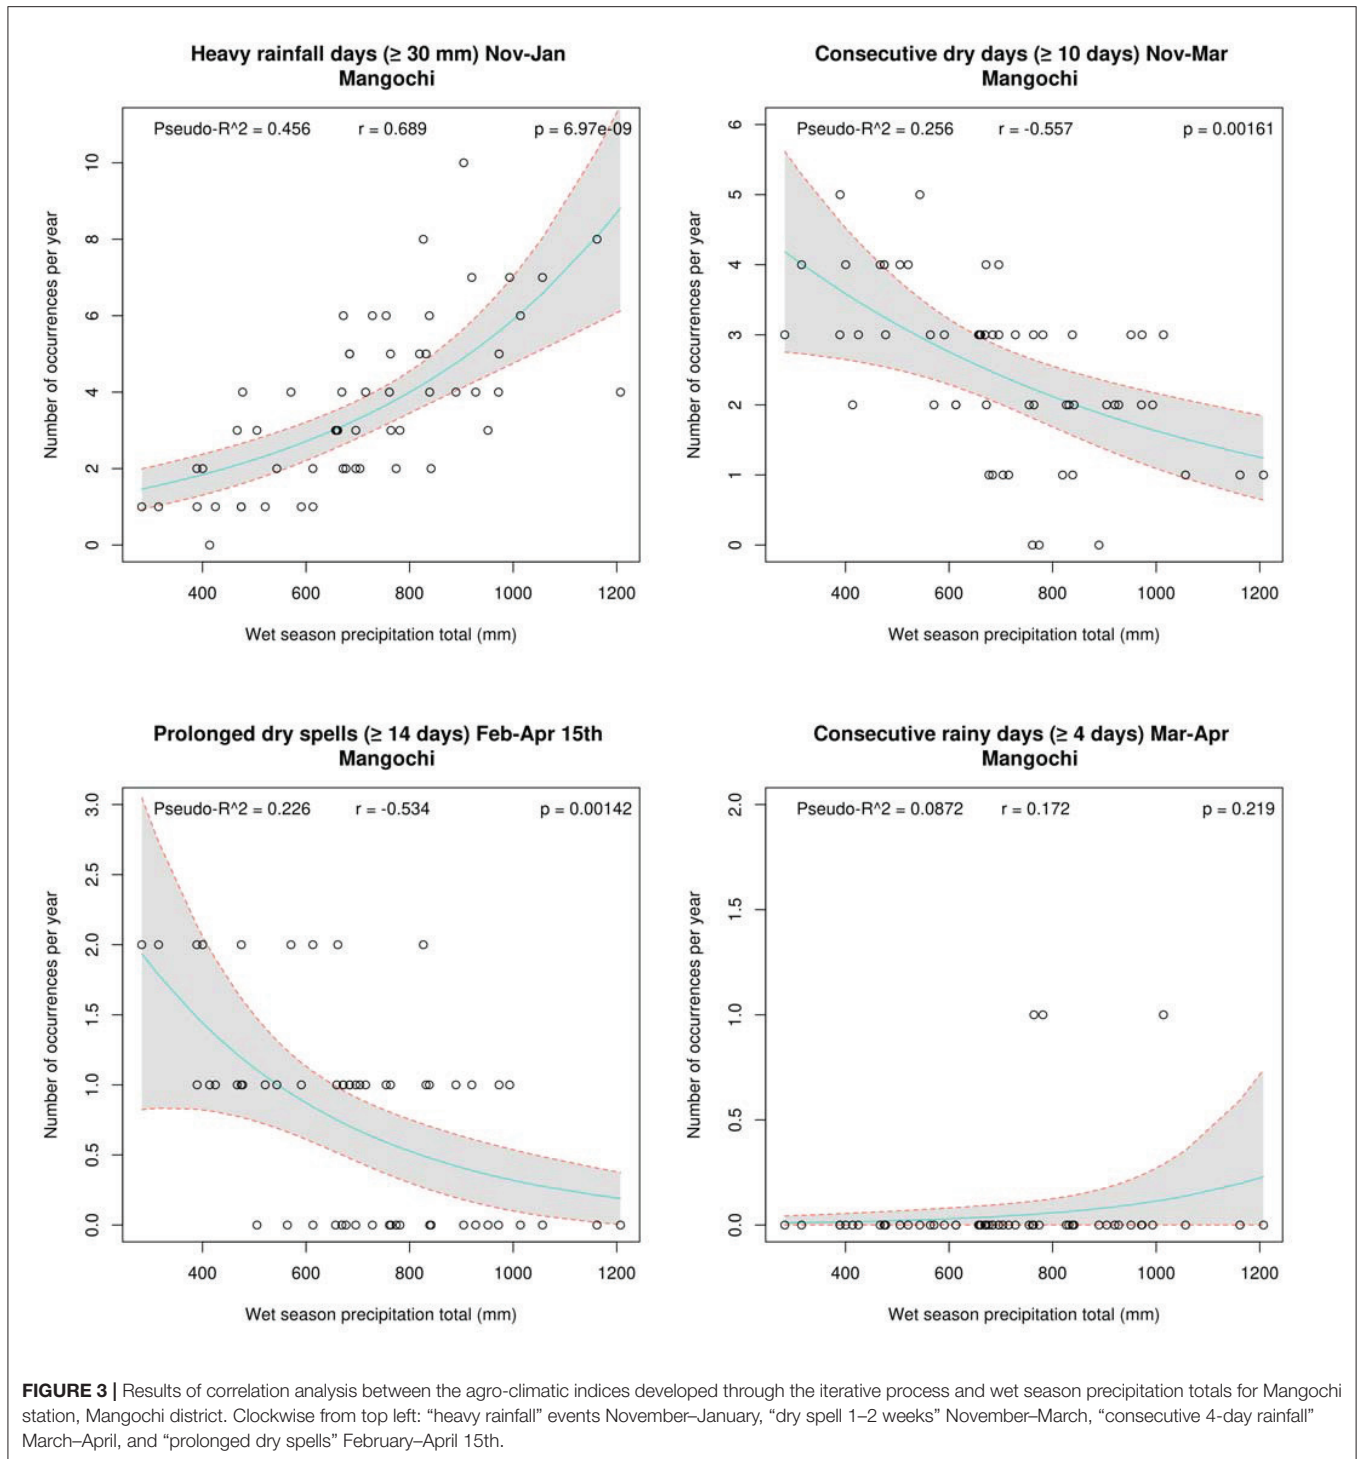 Heavy rainfall days (≥ 30 mm) Nov-Jan
Mangochi
Pseudo-R^2 = 0.456 r = 0.689 p = 6.97e-09
Number of occurrences per year
10
8
6
4
2
0
400 600 800 1000 1200
Wet season precipitation total (mm)
Consecutive dry days (≥ 10 days) Nov-Mar
Mangochi
Pseudo-R^2 = 0.256 r = -0.557 p = 0.00161
Number of occurrences per year
6
5
4
3
2
1
0
400 600 800 1000 1200
Wet season precipitation total (mm)
Prolonged dry spells (≥ 14 days) Feb-Apr 15th
Mangochi
Pseudo-R^2 = 0.226 r = -0.534 p = 0.00142
Number of occurrences per year
3.0
2.5
2.0
1.5
1.0
0.5
0.0
400 600 800 1000 1200
Wet season precipitation total (mm)
Consecutive rainy days (≥ 4 days) Mar-Apr
Mangochi
Pseudo-R^2 = 0.0872 r = 0.172 p = 0.219
Number of occurrences per year
2.0
1.5
1.0
0.5
0.0
400 600 800 1000 1200
Wet season precipitation total (mm)
FIGURE 3 | Results of correlation analysis between the agro-climatic indices developed through the iterative process and wet season precipitation totals for Mangochi
station, Mangochi district. Clockwise from top left: “heavy rainfall” events November–January, “dry spell 1–2 weeks” November–March, “consecutive 4-day rainfall”
March–April, and “prolonged dry spells” February–April 15th.